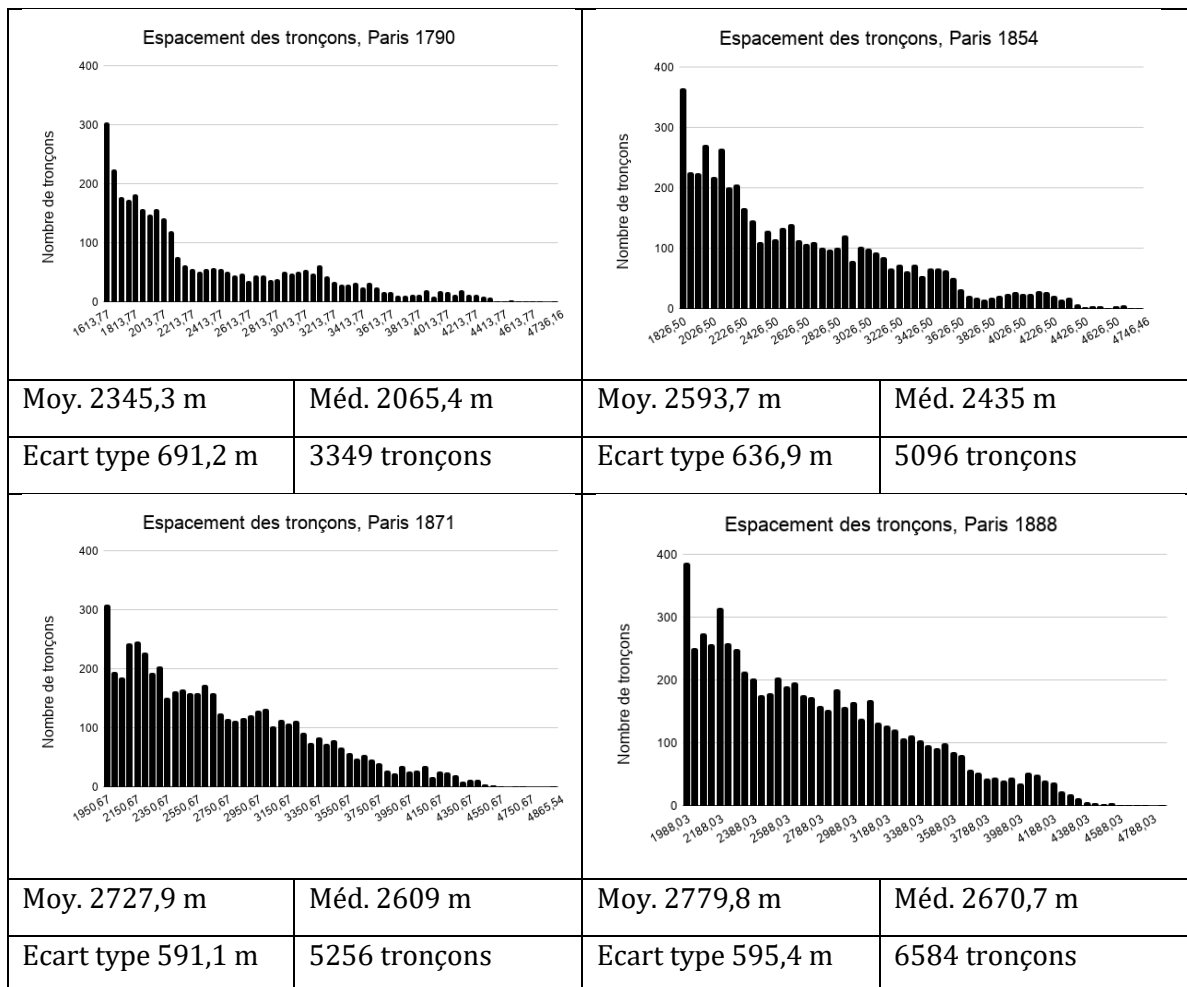 Espacement des tronçons, Paris 1790
Nombre de tronçons
400
300
200
100
0
1613,77 1813,77 2013,77 2213,77 2413,77 2613,77 2813,77 3013,77 3213,77 3413,77 3613,77 3813,77 4013,77 4213,77 4413,77 4613,77 4736,16
Moy. 2345,3 m
Méd. 2065,4 m
Ecart type 691,2 m
3349 tronçons
Espacement des tronçons, Paris 1854
Nombre de tronçons
400
300
200
100
0
1826,50 2026,50 2226,50 2426,50 2626,50 2826,50 3026,50 3226,50 3426,50 3626,50 3826,50 4026,50 4226,50 4426,50 4626,50 4746,46
Moy. 2593,7 m
Méd. 2435 m
Ecart type 636,9 m
5096 tronçons
Espacement des tronçons, Paris 1871
Nombre de tronçons
400
300
200
100
0
1950,67 2150,67 2350,67 2550,67 2750,67 2950,67 3150,67 3350,67 3550,67 3750,67 3950,67 4150,67 4350,67 4550,67 4750,67 4865,54
Moy. 2727,9 m
Méd. 2609 m
Ecart type 591,1 m
5256 tronçons
Espacement des tronçons, Paris 1888
Nombre de tronçons
400
300
200
100
0
1988,03 2188,03 2388,03 2588,03 2788,03 2988,03 3188,03 3388,03 3588,03 3788,03 3988,03 4188,03 4388,03 4588,03 4788,03
Moy. 2779,8 m
Méd. 2670,7 m
Ecart type 595,4 m
6584 tronçons